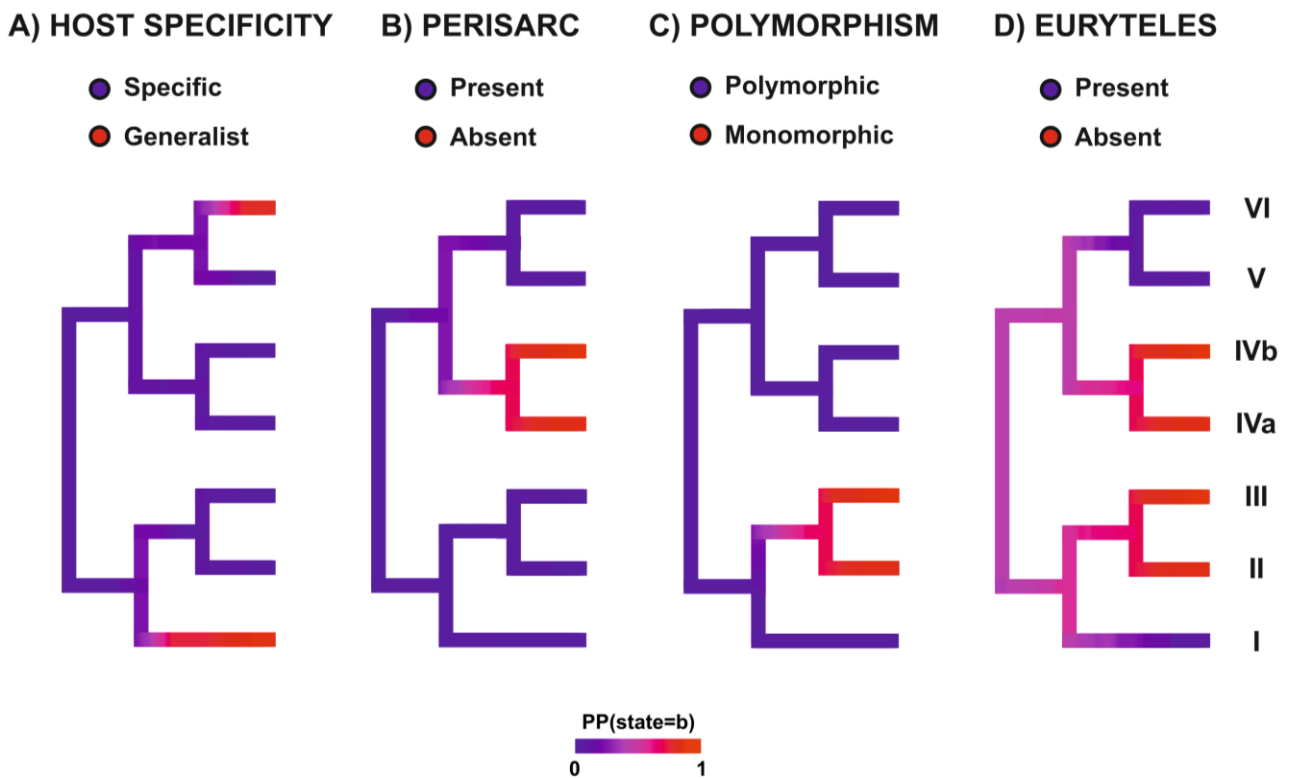 A) HOST SPECIFICITY
Specific
Generalist
B) PERISARC
Present
Absent
C) POLYMORPHISM
Polymorphic
Monomorphic
D) EURYTELES
Present
Absent
VI
V
IVb
IVa
III
II
I
PP(state=b)
0 1